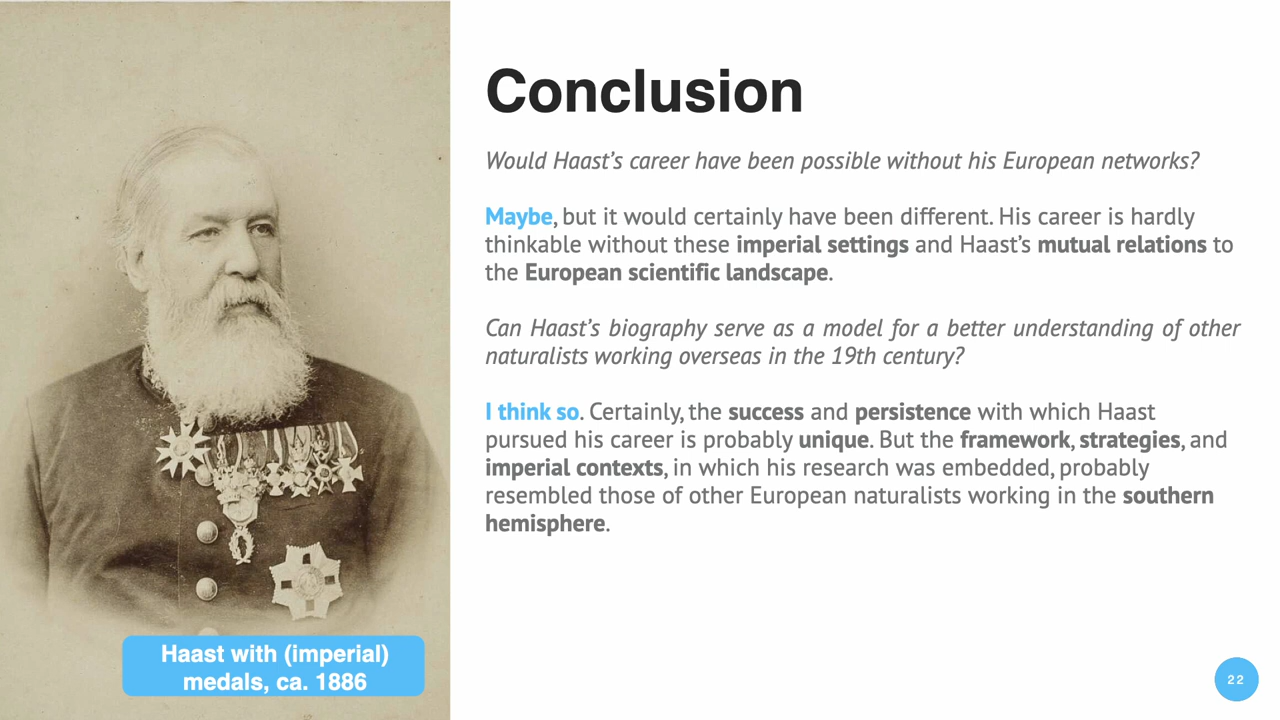 Conclusion
Would Haast’s career have been possible without his European networks?
Maybe, but it would certainly have been different. His career is hardly
thinkable without these imperial settings and Haast’s mutual relations to
the European scientific landscape.
Can Haast’s biography serve as a model for a better understanding of other
naturalists working overseas in the 19th century?
I think so. Certainly, the success and persistence with which Haast
pursued his career is probably unique. But the framework, strategies, and
imperial contexts, in which his research was embedded, probably
resembled those of other European naturalists working in the southern
hemisphere.
Haast with (imperial)
medals, ca. 1886
22